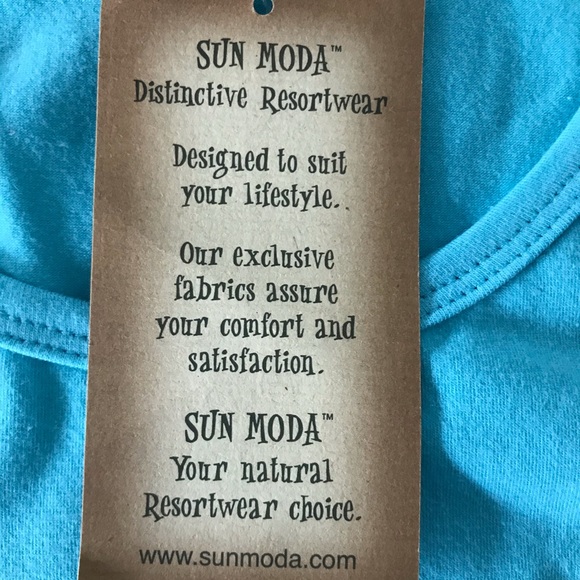 SUN MODA™
Distinctive Resortwear
Designed to suit
your lifestyle..
Our exclusive
fabrics assure
your comfort and
satisfaction.
SUN MODA™
Your natural
Resortwear choice.
www.sunmoda.com